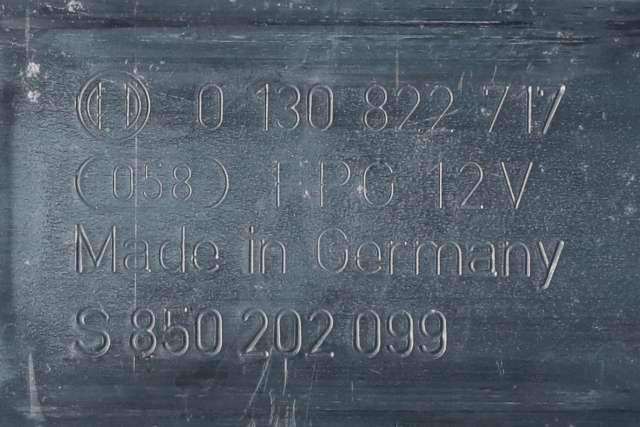 0 130 822 717
(058) FPG 12V
Made in Germany
S 850 202 099